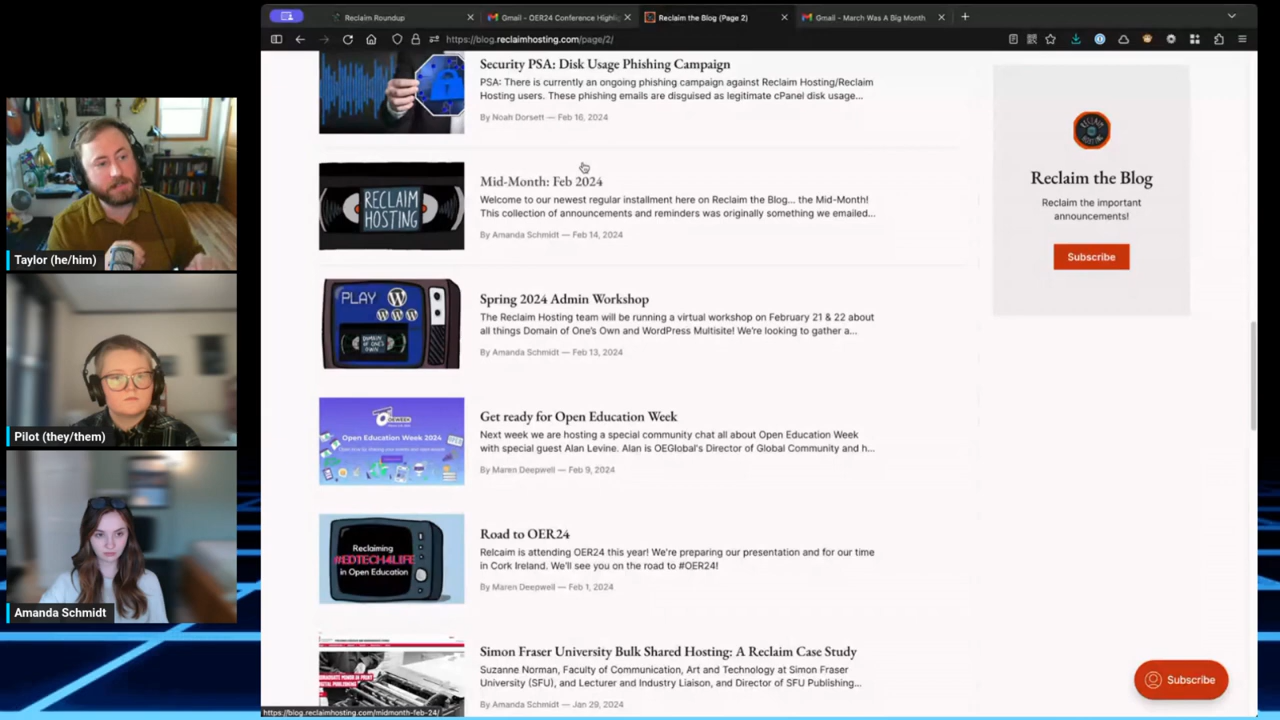 Reclaim Roundup
Gmail - OER24 Conference Highli
Reclaim the Blog (Page 2)
Gmail - March Was A Big Month
https://blog.reclaimhosting.com/page/2/
Taylor (he/him)
Pilot (they/them)
Amanda Schmidt
Security PSA: Disk Usage Phishing Campaign
PSA: There is currently an ongoing phishing campaign against Reclaim Hosting/Reclaim
Hosting users. These phishing emails are disguised as legitimate cPanel disk usage...
By Noah Dorsett — Feb 16, 2024
RECLAIM
HOSTING
Mid-Month: Feb 2024
Welcome to our newest regular installment here on Reclaim the Blog... the Mid-Month!
This collection of announcements and reminders was originally something we emailed...
By Amanda Schmidt — Feb 14, 2024
PLAY
DOMAIN
OF ONE'S
OWN
Spring 2024 Admin Workshop
The Reclaim Hosting team will be running a virtual workshop on February 21 & 22 about
all things Domain of One's Own and WordPress Multisite! We're looking to gather a...
By Amanda Schmidt — Feb 13, 2024
Open Education Week 2024
Get ready for Open Education Week
Next week we are hosting a special community chat all about Open Education Week
with special guest Alan Levine. Alan is OEGlobal's Director of Global Community and h...
By Maren Deepwell — Feb 9, 2024
Reclaiming
#EDTECH4LIFE
in Open Education
Road to OER24
Relcaim is attending OER24 this year! We're preparing our presentation and for our time
in Cork Ireland. We'll see you on the road to #OER24!
By Maren Deepwell — Feb 1, 2024
Simon Fraser University Bulk Shared Hosting: A Reclaim Case Study
Suzanne Norman, Faculty of Communication, Art and Technology at Simon Fraser
University (SFU), and Lecturer and Industry Liaison, and Director of SFU Publishing...
By Amanda Schmidt — Jan 29, 2024
RECLAIM
HOSTING
Reclaim the Blog
Reclaim the important
announcements!
Subscribe
Subscribe
https://blog.reclaimhosting.com/midmonth-feb-24/